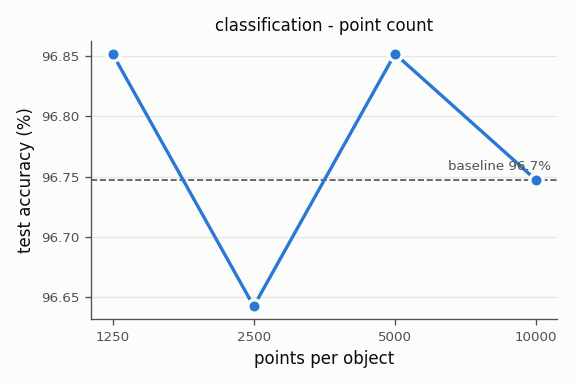 classification - point count
test accuracy (%)
96.85
96.80
96.75
96.70
96.65
baseline 96.7%
1250 2500 5000 10000
points per object